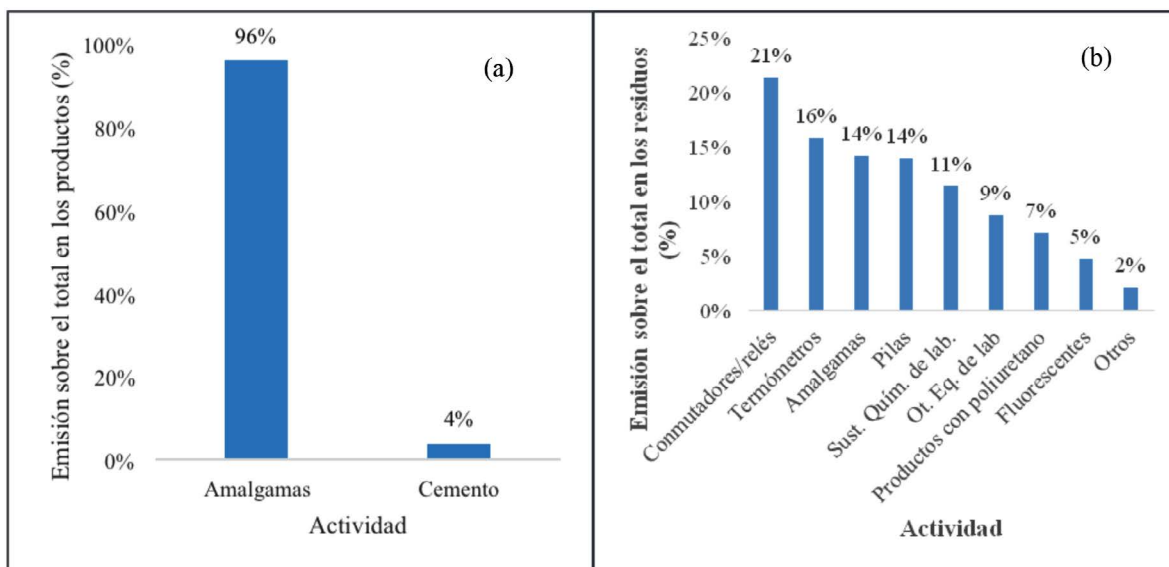 Emisión sobre el total en los productos (%)
100%
80%
60%
40%
20%
0%
96%
4%
(a)
Amalgamas
Cemento
Actividad
Emisión sobre el total en los residuos
(%)
25%
20%
15%
10%
5%
0%
21%
16%
14%
14%
11%
9%
7%
5%
2%
(b)
Conmutadores/relés
Termómetros
Amalgamas
Pilas
Sust. Quim. de lab.
Ot. Eq. de lab
Productos con poliuretano
Fluorescentes
Otros
Actividad